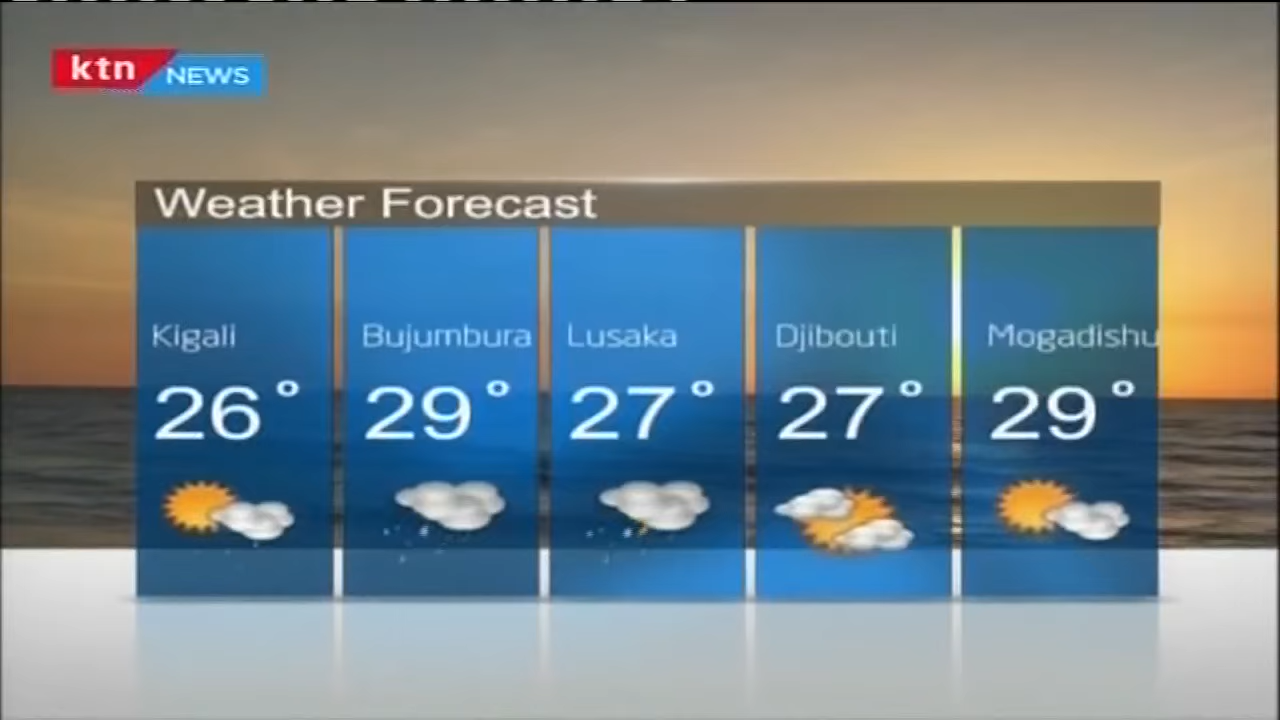 ktn NEWS
Weather Forecast
Kigali
26°
Bujumbura
29°
Lusaka
27°
Djibouti
27°
Mogadishu
29°